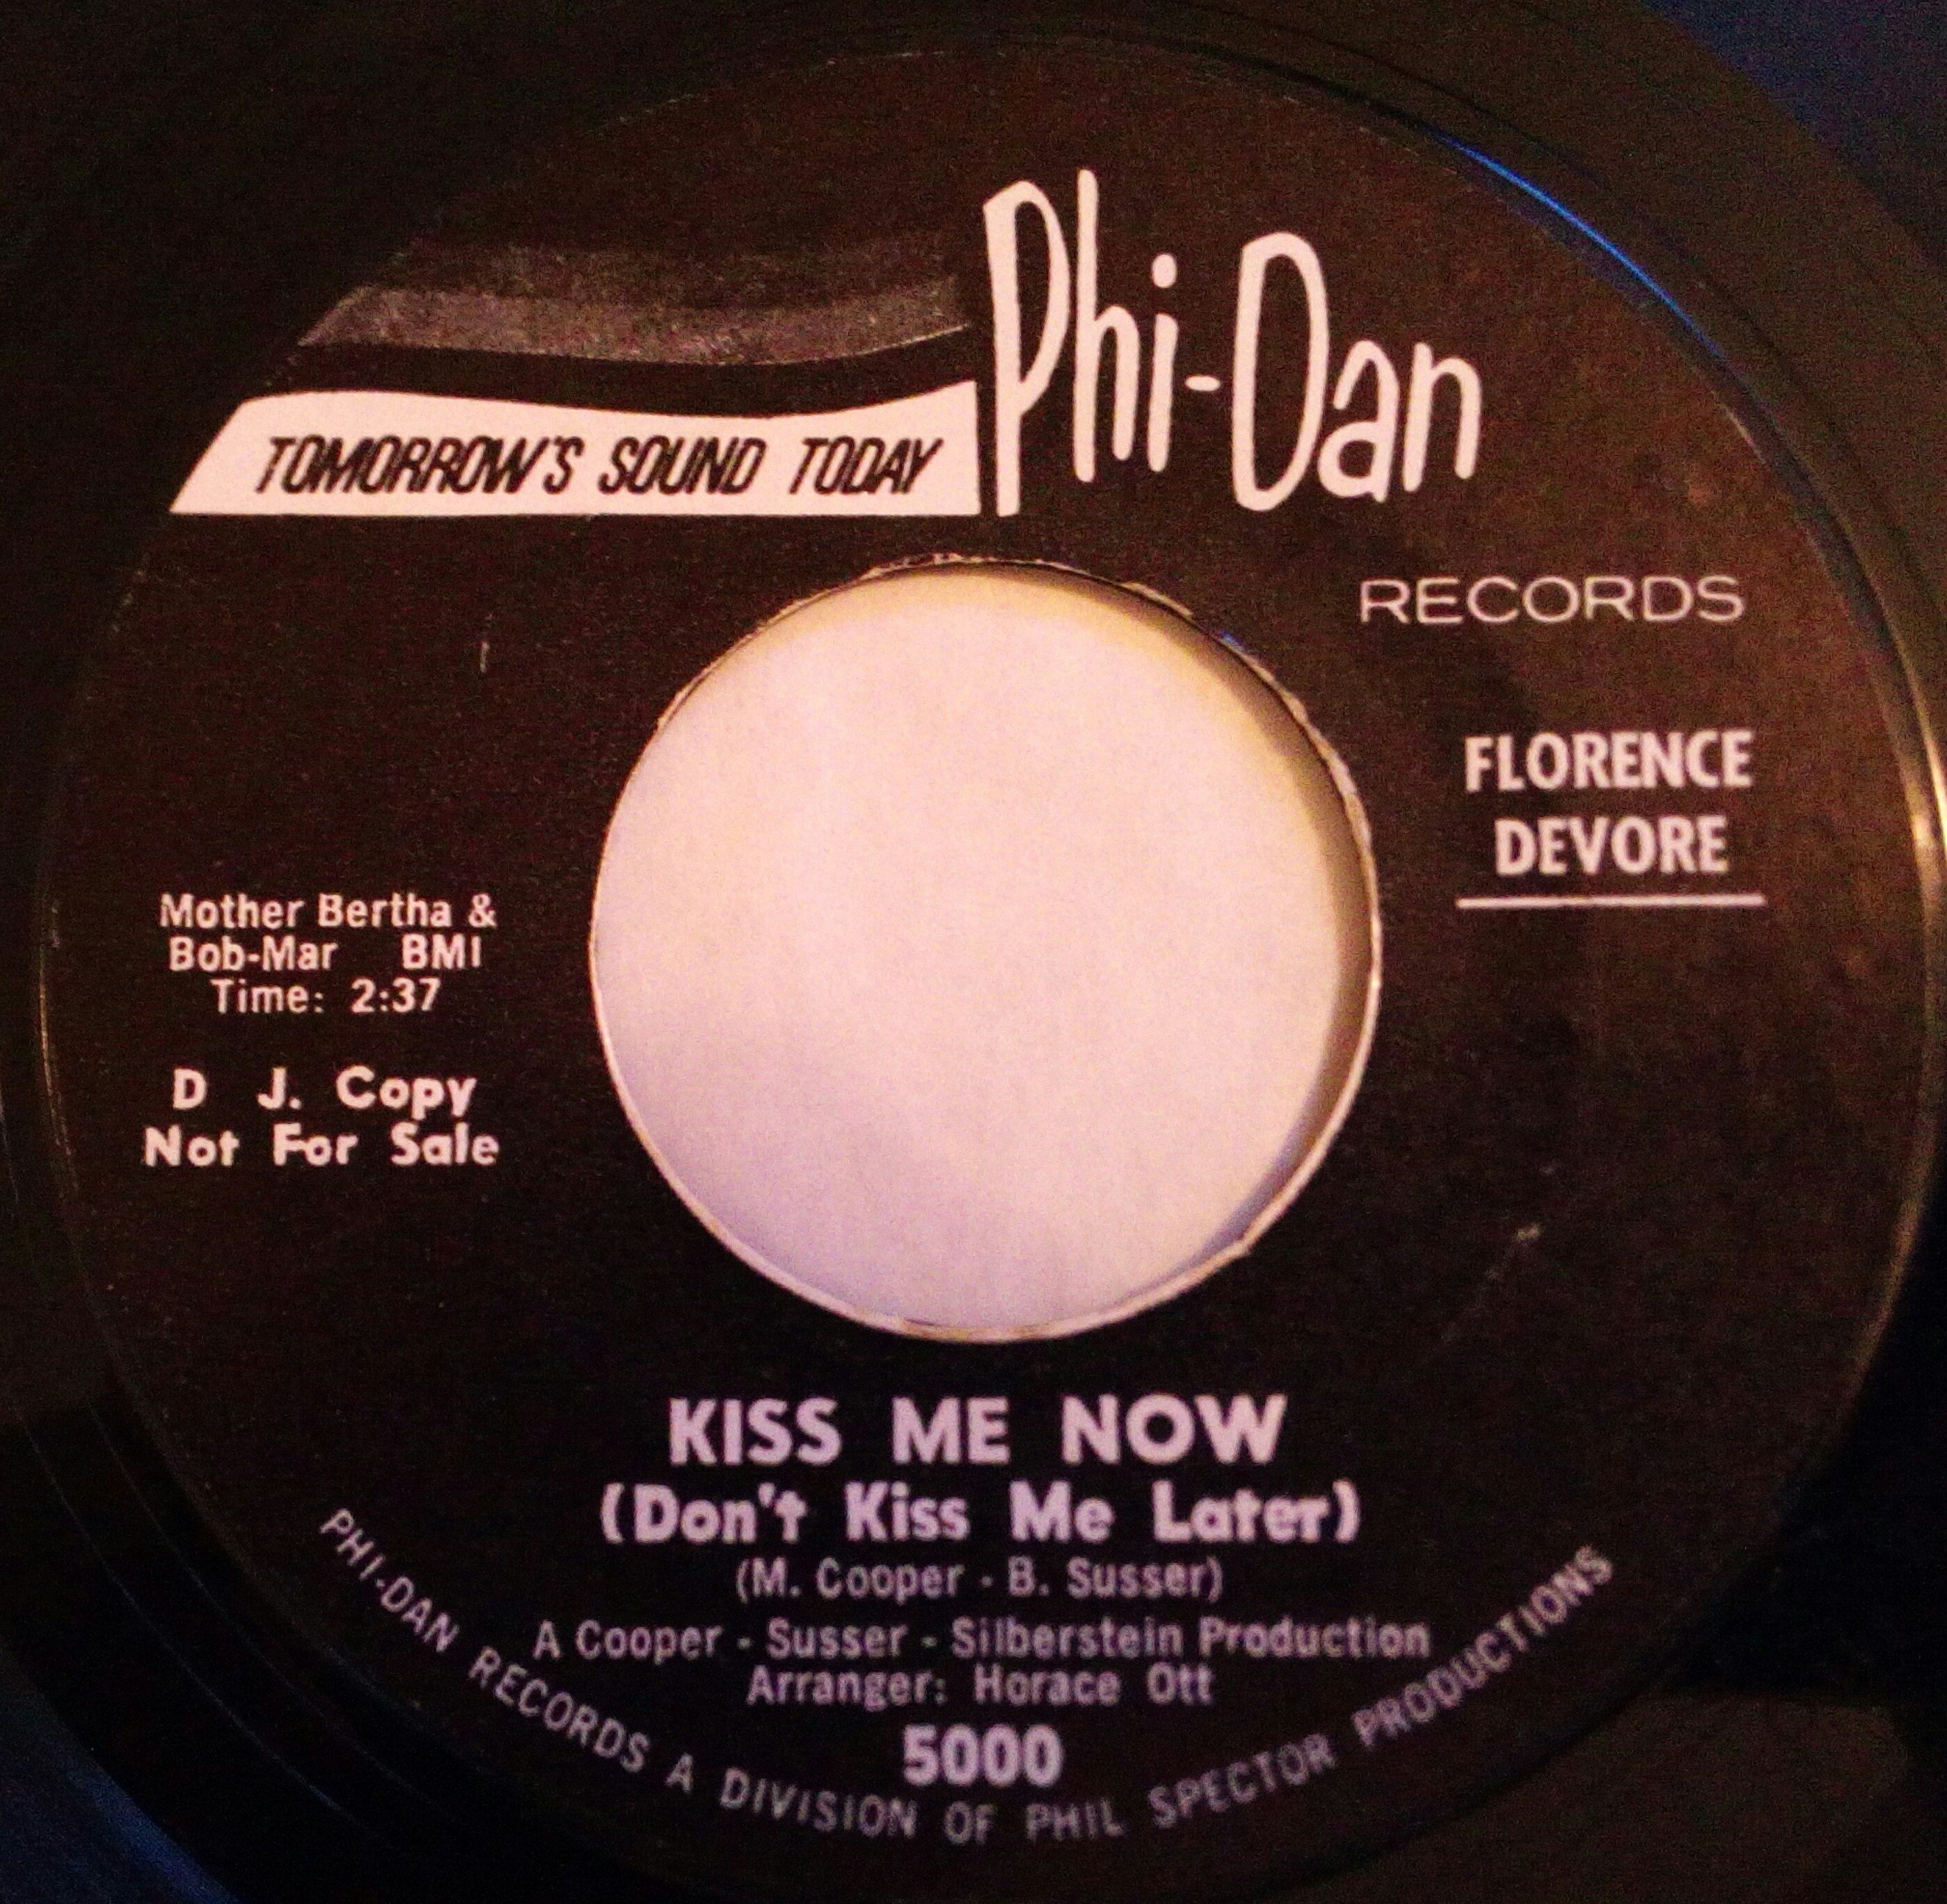 Phi-Dan
TOMORROW'S SOUND TODAY
RECORDS
FLORENCE
DEVORE
Mother Bertha &
Bob-Mar BMI
Time: 2:37
D J. Copy
Not For Sale
KISS ME NOW
(Don't Kiss Me Later)
(M. Cooper - B. Susser)
A Cooper - Susser - Silberstein Production
Arranger: Horace Ott
5000
PHI-DAN RECORDS A DIVISION OF PHIL SPECTOR PRODUCTIONS